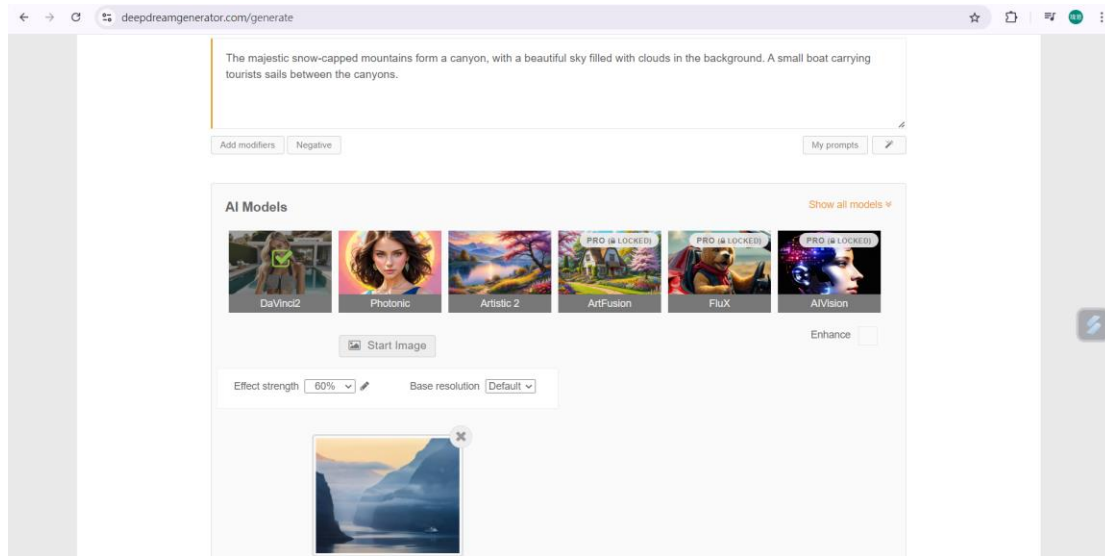 deepdreamgenerator.com/generate
The majestic snow-capped mountains form a canyon, with a beautiful sky filled with clouds in the background. A small boat carrying
tourists sails between the canyons.
Add modifiers Negative My prompts
AI Models Show all models
PRO (LOCKED) PRO (LOCKED) PRO (LOCKED)
DaVinci2 Photonic Artistic 2 ArtFusion FluX AIVision
Start Image Enhance
Effect strength 60% Base resolution Default